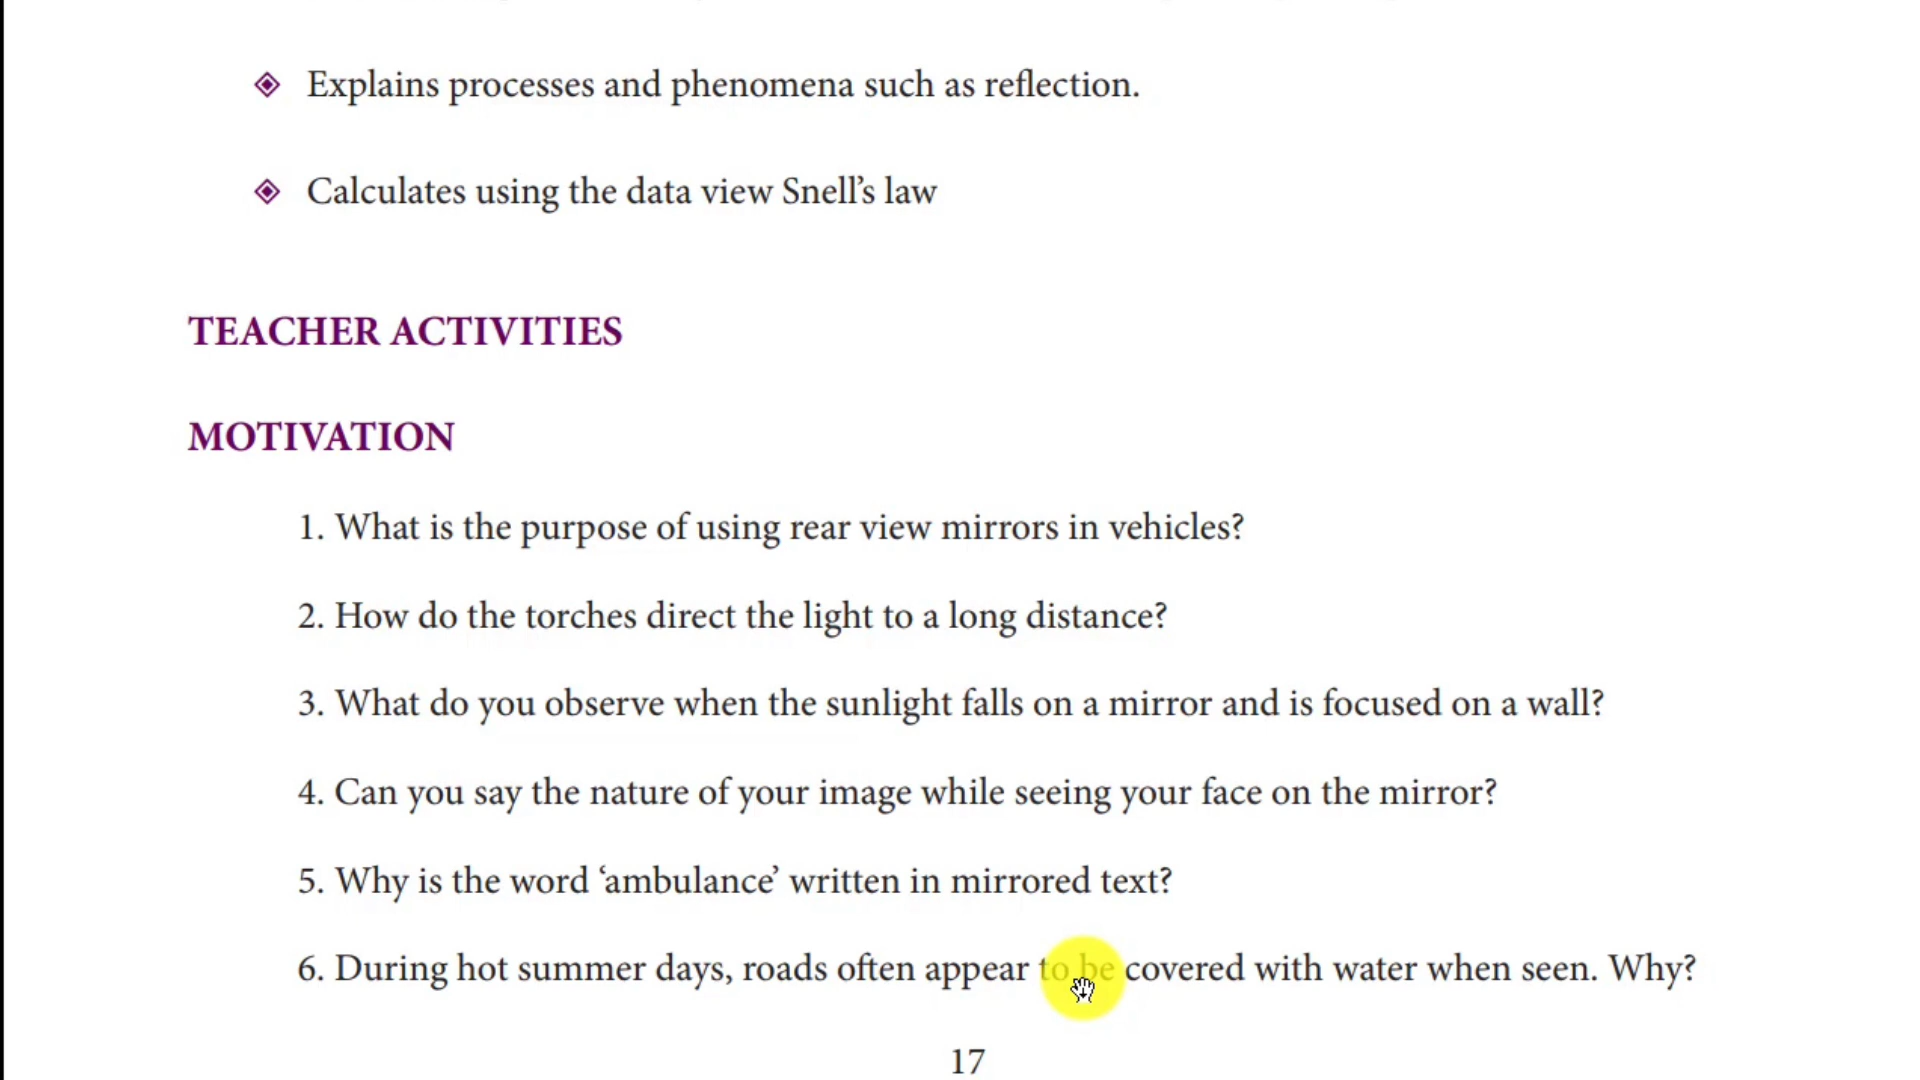 Explains processes and phenomena such as reflection.
Calculates using the data view Snell’s law
TEACHER ACTIVITIES
MOTIVATION
1. What is the purpose of using rear view mirrors in vehicles?
2. How do the torches direct the light to a long distance?
3. What do you observe when the sunlight falls on a mirror and is focused on a wall?
4. Can you say the nature of your image while seeing your face on the mirror?
5. Why is the word ‘ambulance’ written in mirrored text?
6. During hot summer days, roads often appear to be covered with water when seen. Why?
17